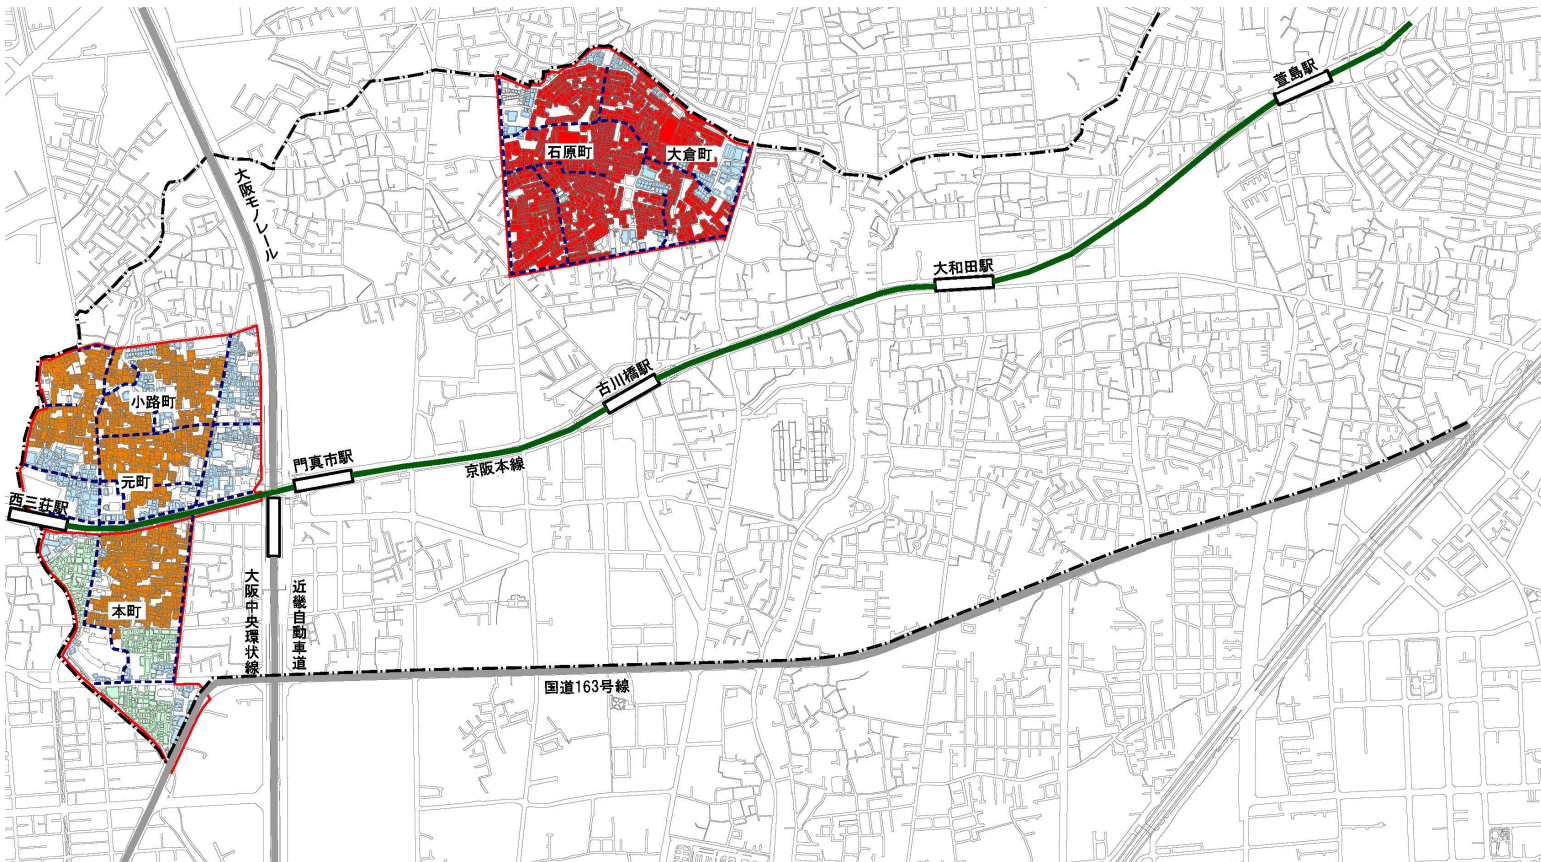 萱島駅
石原町
大倉町
大阪モノレール
大和田駅
古川橋駅
小路町
門真市駅
京阪本線
元町
西三荘駅
本町
大阪中央環状線
近畿自動車道
国道163号線